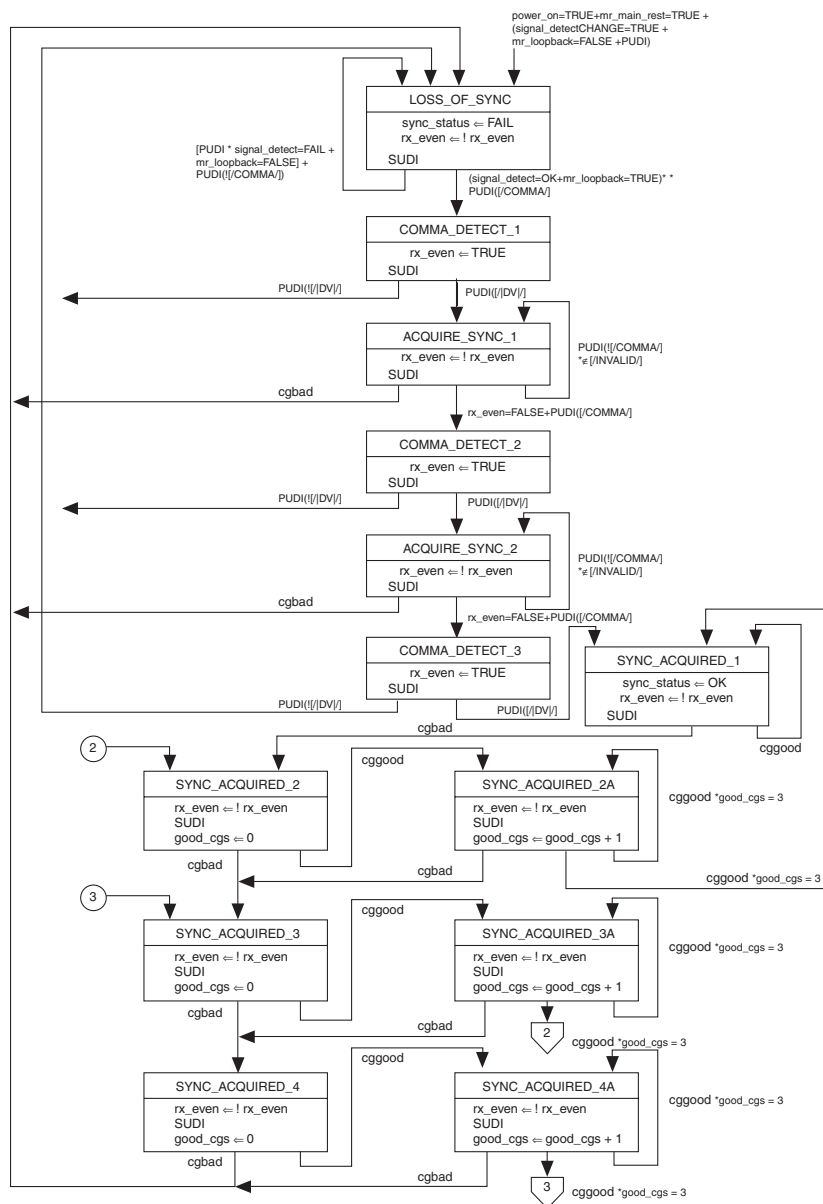 power_on=TRUE+mr_main_rest=TRUE +
(signal_detectCHANGE=TRUE +
mr_loopback=FALSE +PUDI)
LOSS_OF_SYNC
sync_status ⇐ FAIL
rx_even ⇐ ! rx_even
SUDI
[PUDI * signal_detect=FAIL +
mr_loopback=FALSE] +
PUDI(![/COMMA/])
(signal_detect=OK+mr_loopback=TRUE)* *
PUDI([/COMMA/]
COMMA_DETECT_1
rx_even ⇐ TRUE
SUDI
PUDI(![/|DV|/]
PUDI([/|DV|/]
ACQUIRE_SYNC_1
rx_even ⇐ ! rx_even
SUDI
PUDI(![/COMMA/]
*∉[/INVALID/]
cgbad
rx_even=FALSE+PUDI([/COMMA/]
COMMA_DETECT_2
rx_even ⇐ TRUE
SUDI
PUDI(![/|DV|/]
PUDI([/|DV|/]
ACQUIRE_SYNC_2
rx_even ⇐ ! rx_even
SUDI
PUDI(![/COMMA/]
*∉[/INVALID/]
cgbad
rx_even=FALSE+PUDI([/COMMA/]
COMMA_DETECT_3
rx_even ⇐ TRUE
SUDI
PUDI(![/|DV|/]
PUDI([/|DV|/]
SYNC_ACQUIRED_1
sync_status ⇐ OK
rx_even ⇐ ! rx_even
SUDI
cgbad
cggood
2
SYNC_ACQUIRED_2
rx_even ⇐ ! rx_even
SUDI
good_cgs ⇐ 0
cggood
SYNC_ACQUIRED_2A
rx_even ⇐ ! rx_even
SUDI
good_cgs ⇐ good_cgs + 1
cggood *good_cgs = 3
cgbad
cgbad
cggood *good_cgs = 3
3
SYNC_ACQUIRED_3
rx_even ⇐ ! rx_even
SUDI
good_cgs ⇐ 0
cggood
SYNC_ACQUIRED_3A
rx_even ⇐ ! rx_even
SUDI
good_cgs ⇐ good_cgs + 1
cggood *good_cgs = 3
cgbad
cgbad
2
cggood *good_cgs = 3
SYNC_ACQUIRED_4
rx_even ⇐ ! rx_even
SUDI
good_cgs ⇐ 0
cggood
SYNC_ACQUIRED_4A
rx_even ⇐ ! rx_even
SUDI
good_cgs ⇐ good_cgs + 1
cggood *good_cgs = 3
cgbad
cgbad
3
cggood *good_cgs = 3